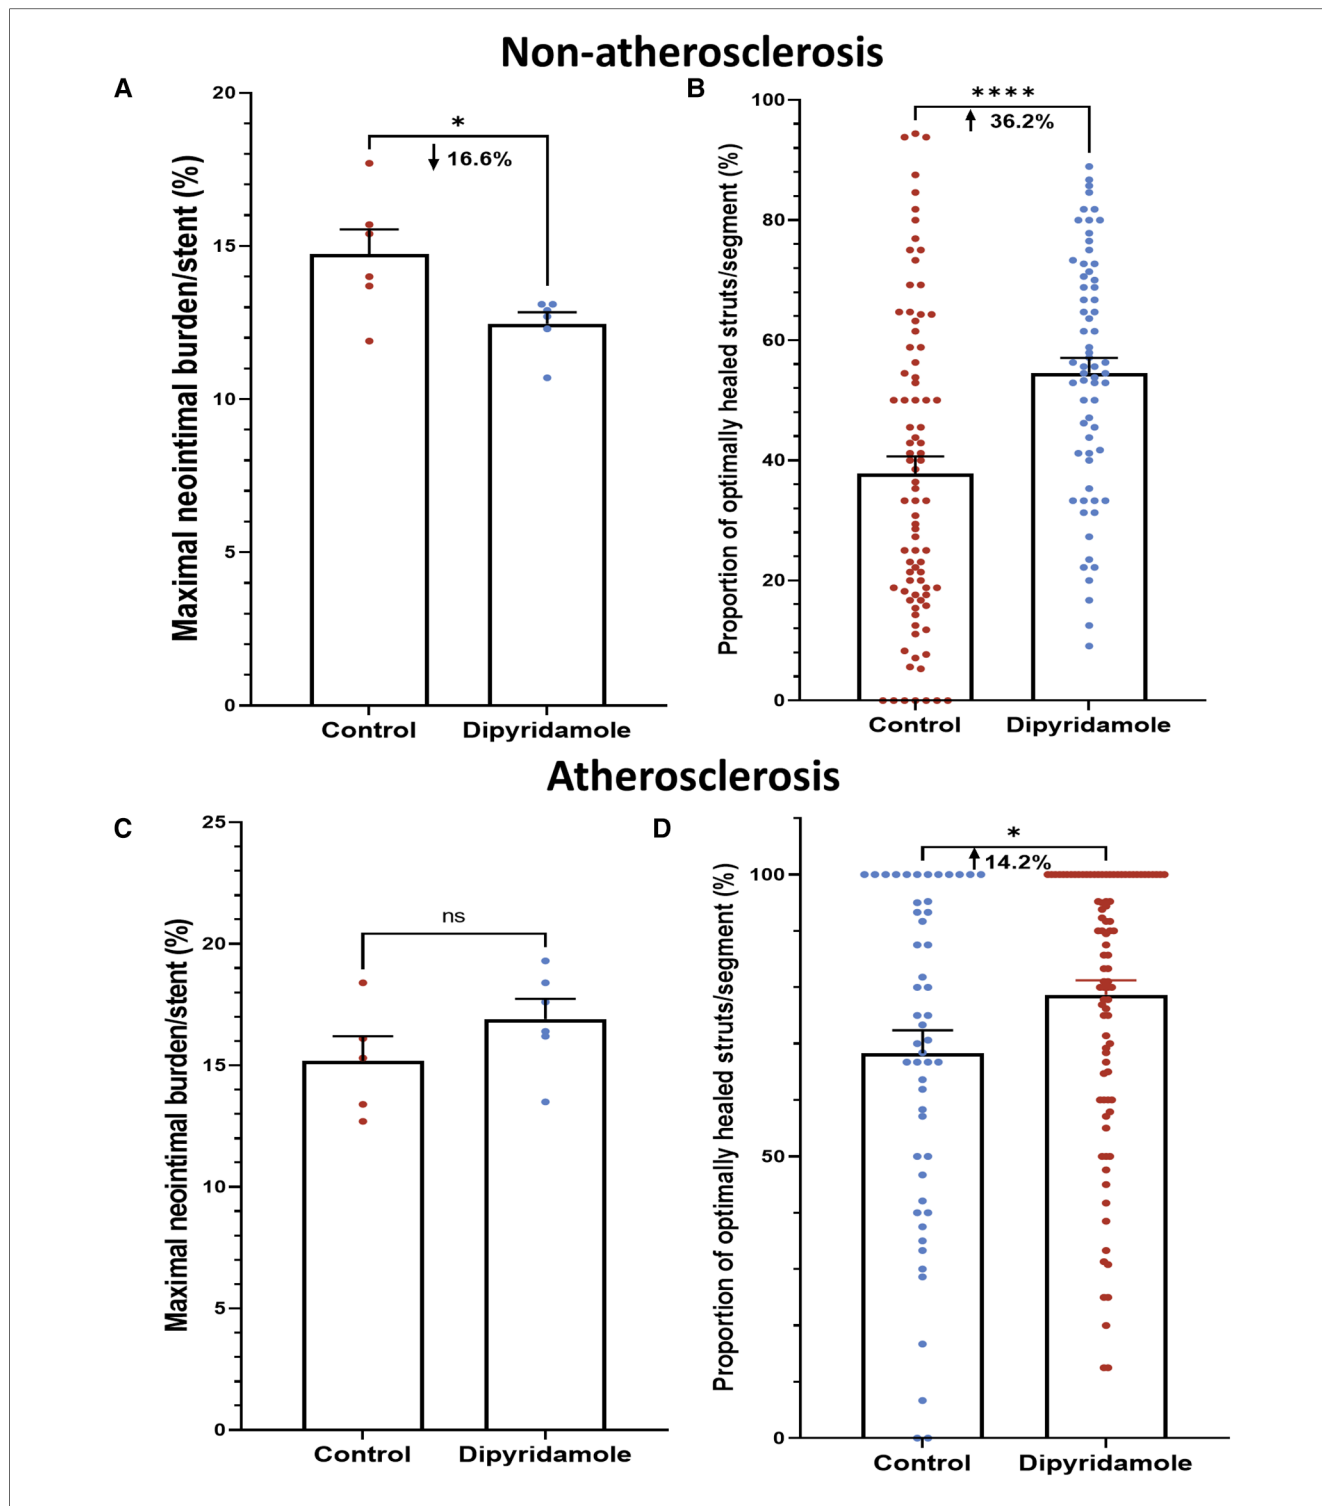 Non-atherosclerosis
A
B
Maximal neointimal burden/stent (%)
20
15
10
5
0
*
↓ 16.6%
Control
Dipyridamole
Proportion of optimally healed struts/segment (%)
100
80
60
40
20
0
****
↑ 36.2%
Control
Dipyridamole
Atherosclerosis
C
D
Maximal neointimal burden/stent (%)
25
20
15
10
5
0
ns
Control
Dipyridamole
Proportion of optimally healed struts/segment (%)
100
50
0
*
↑ 14.2%
Control
Dipyridamole